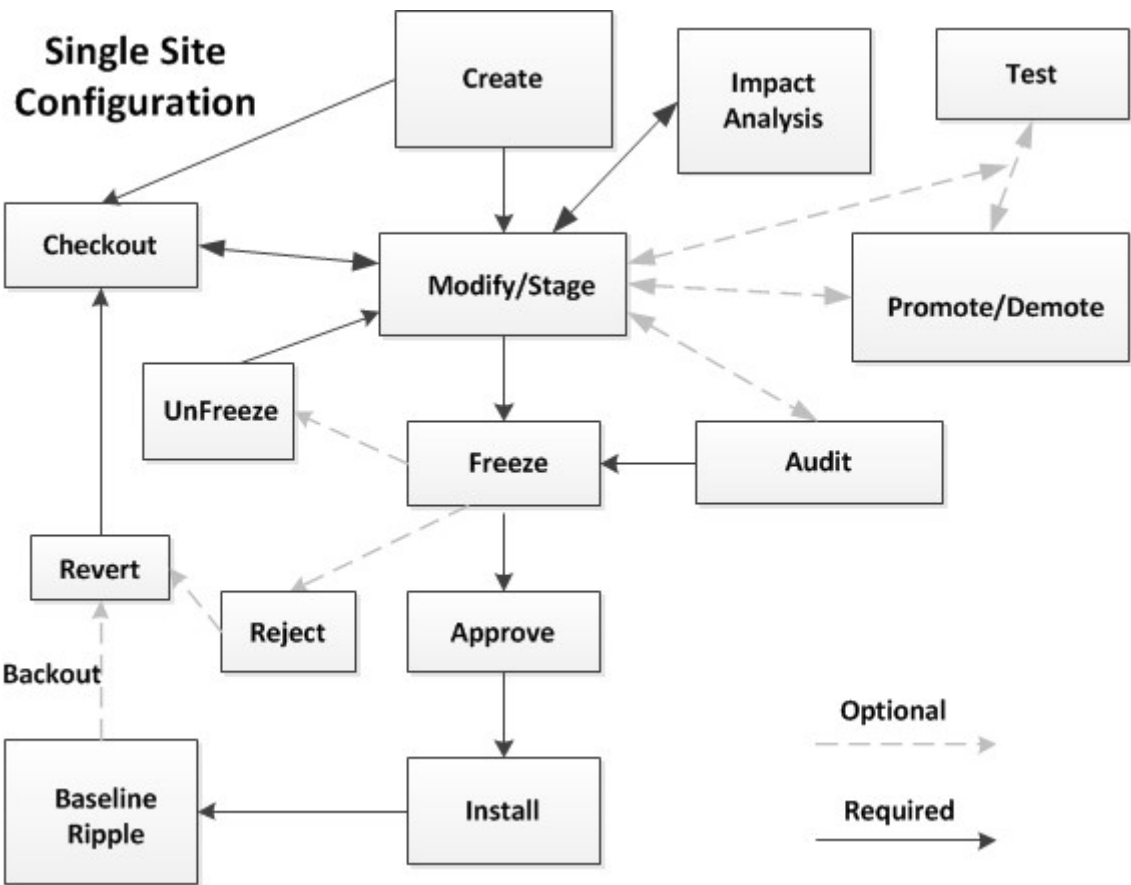 Single Site
Configuration
Create
Impact
Analysis
Test
Checkout
Modify/Stage
Promote/Demote
UnFreeze
Freeze
Audit
Revert
Reject
Approve
Backout
Optional
Baseline
Ripple
Install
Required